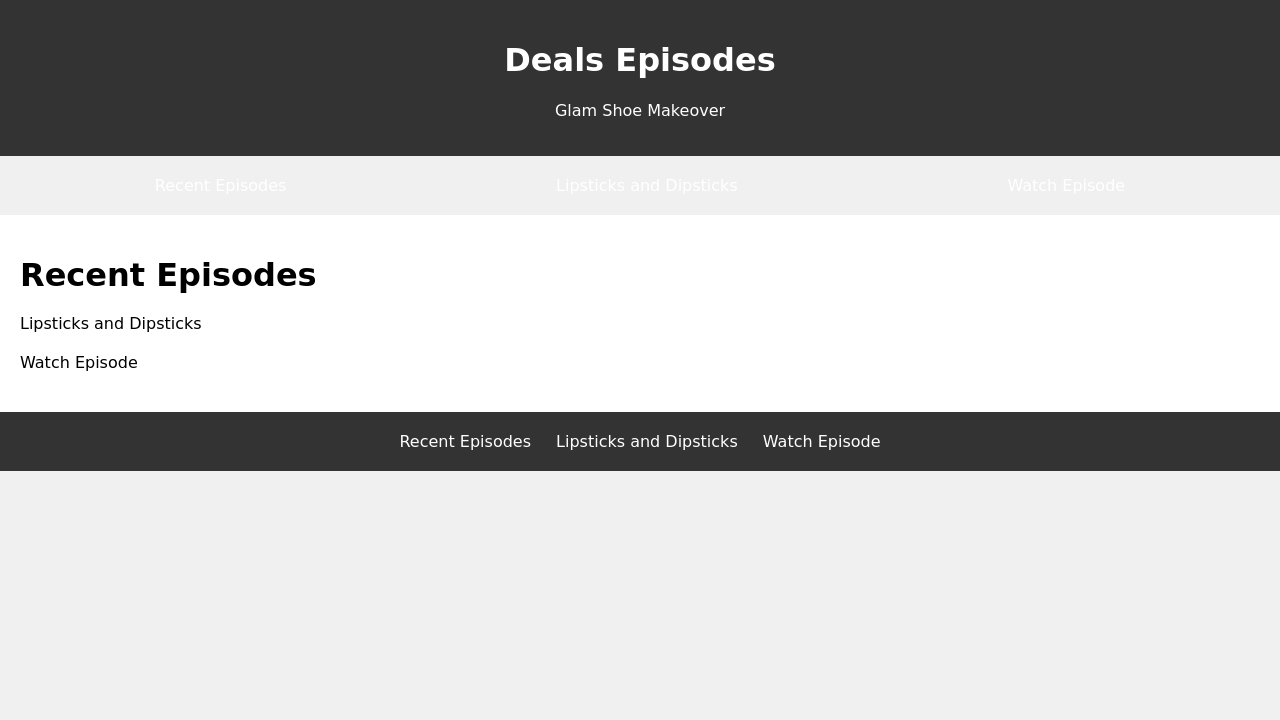 Deals Episodes
Glam Shoe Makeover
Recent Episodes Lipsticks and Dipsticks Watch Episode
Recent Episodes
Lipsticks and Dipsticks
Watch Episode
Recent Episodes Lipsticks and Dipsticks Watch Episode